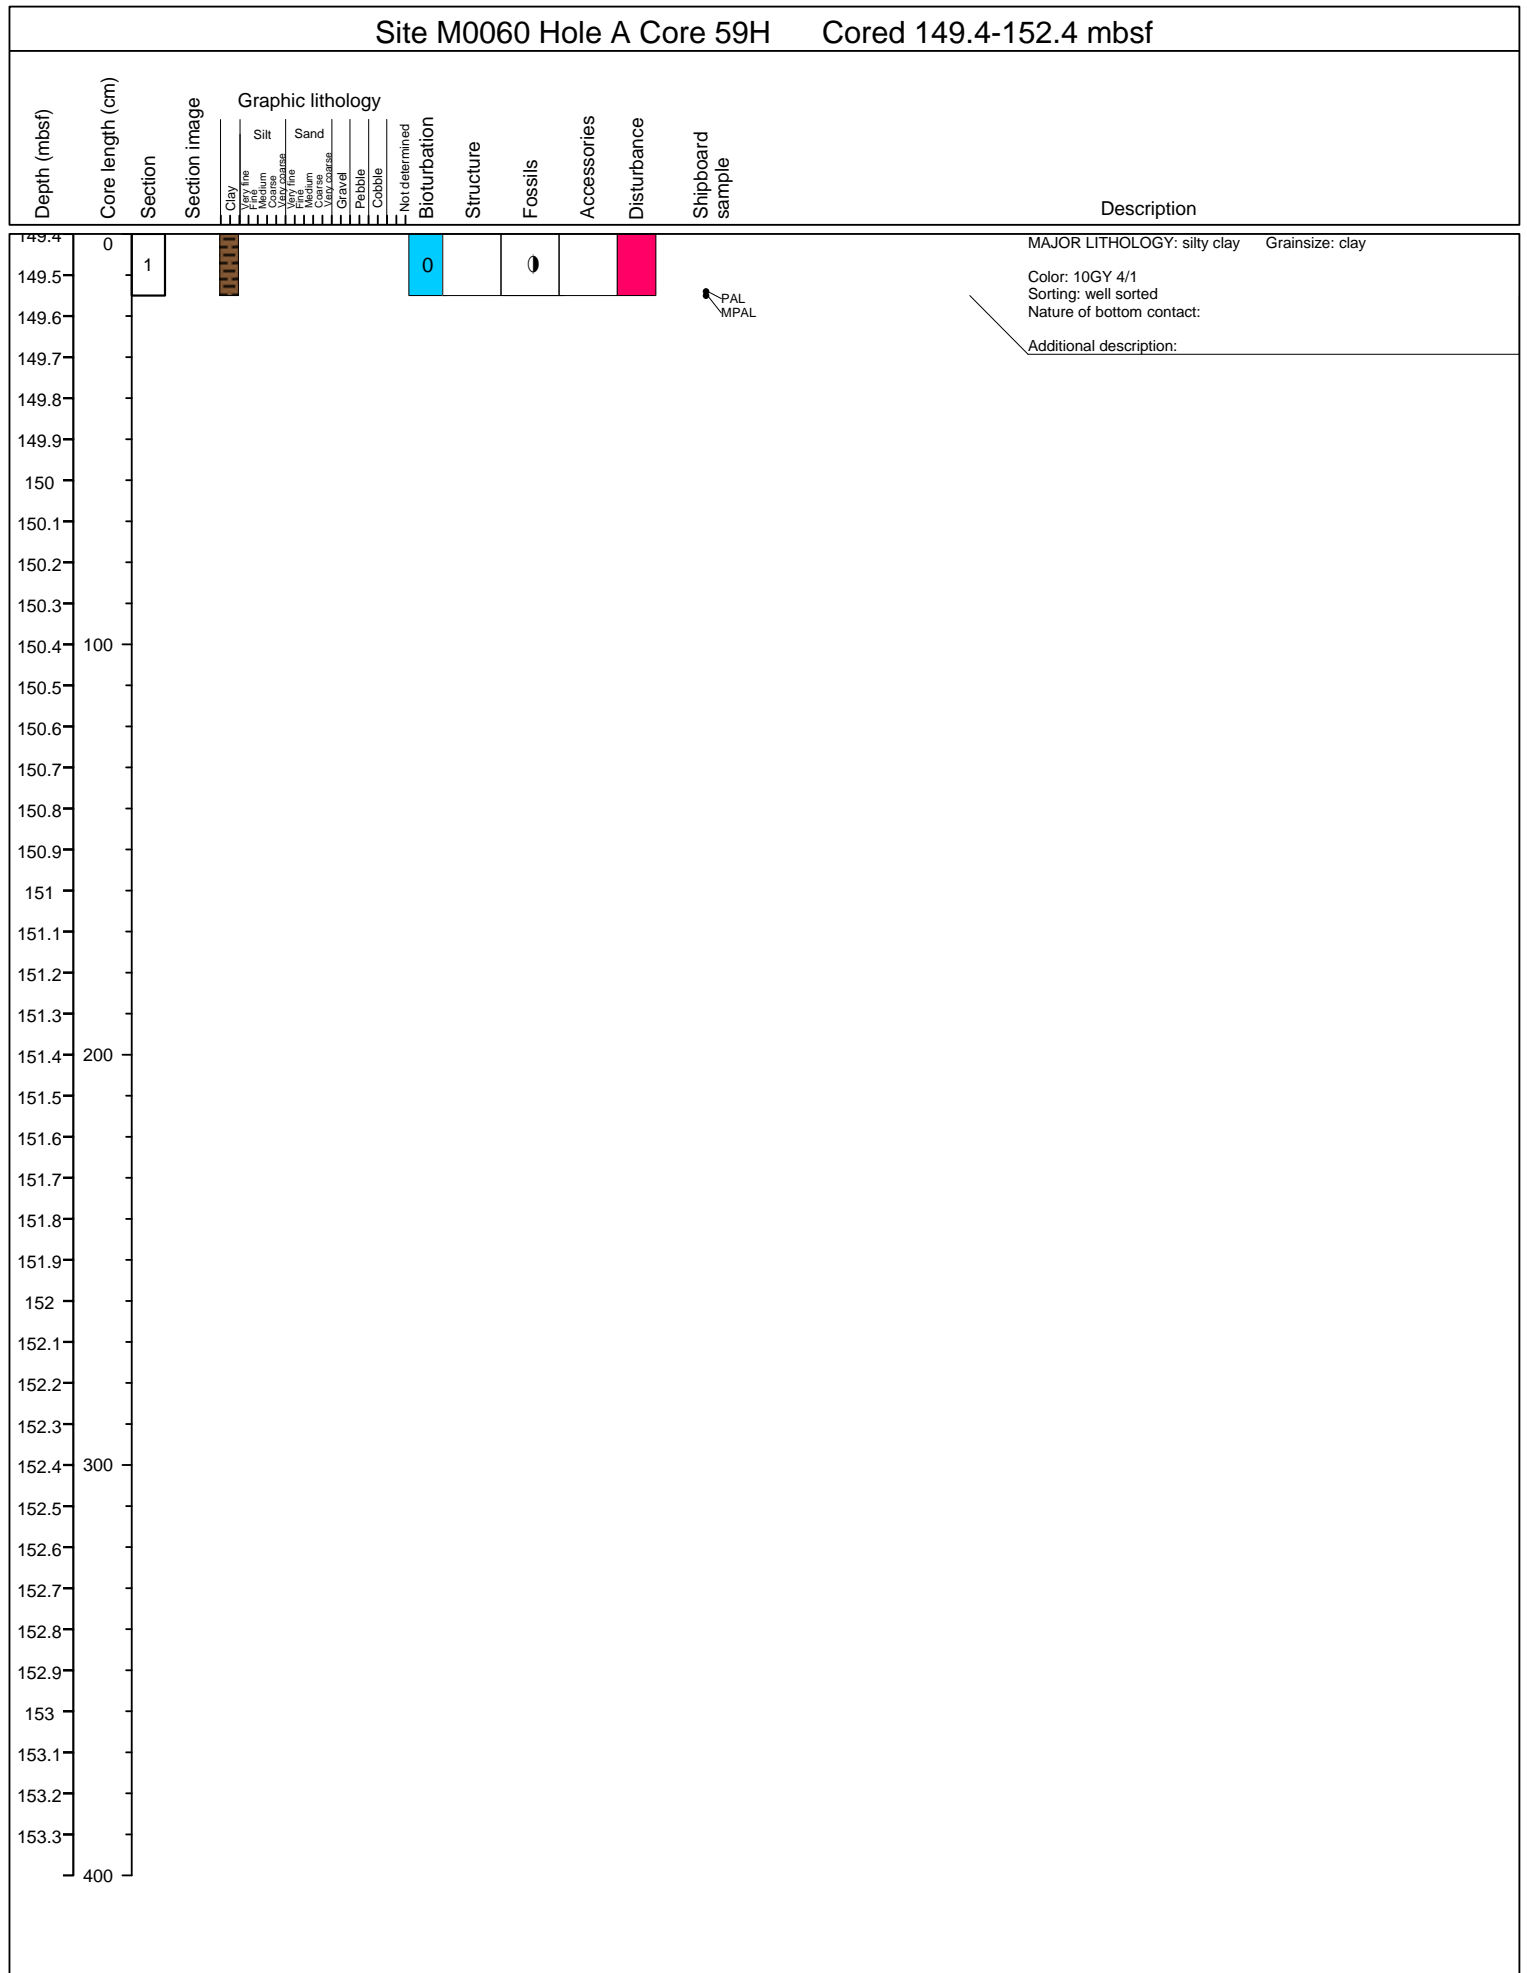 Site M0060 Hole A Core 59H Cored 149.4-152.4 mbsf
Depth (mbsf)
Core length (cm)
Section
Section image
Graphic lithology
Clay
Silt
Very fine
Fine
Medium
Coarse
Very coarse
Sand
Very fine
Fine
Medium
Coarse
Very coarse
Gravel
Pebble
Cobble
Not determined
Bioturbation
Structure
Fossils
Accessories
Disturbance
Shipboard
sample
Description
149.4
0
1
0
MAJOR LITHOLOGY: silty clay Grainsize: clay
149.5
Color: 10GY 4/1
Sorting: well sorted
PAL
MPAL
Nature of bottom contact:
149.6
Additional description:
149.7
149.8
149.9
150
150.1
150.2
150.3
150.4 100
150.5
150.6
150.7
150.8
150.9
151
151.1
151.2
151.3
151.4 200
151.5
151.6
151.7
151.8
151.9
152
152.1
152.2
152.3
152.4 300
152.5
152.6
152.7
152.8
152.9
153
153.1
153.2
153.3
400